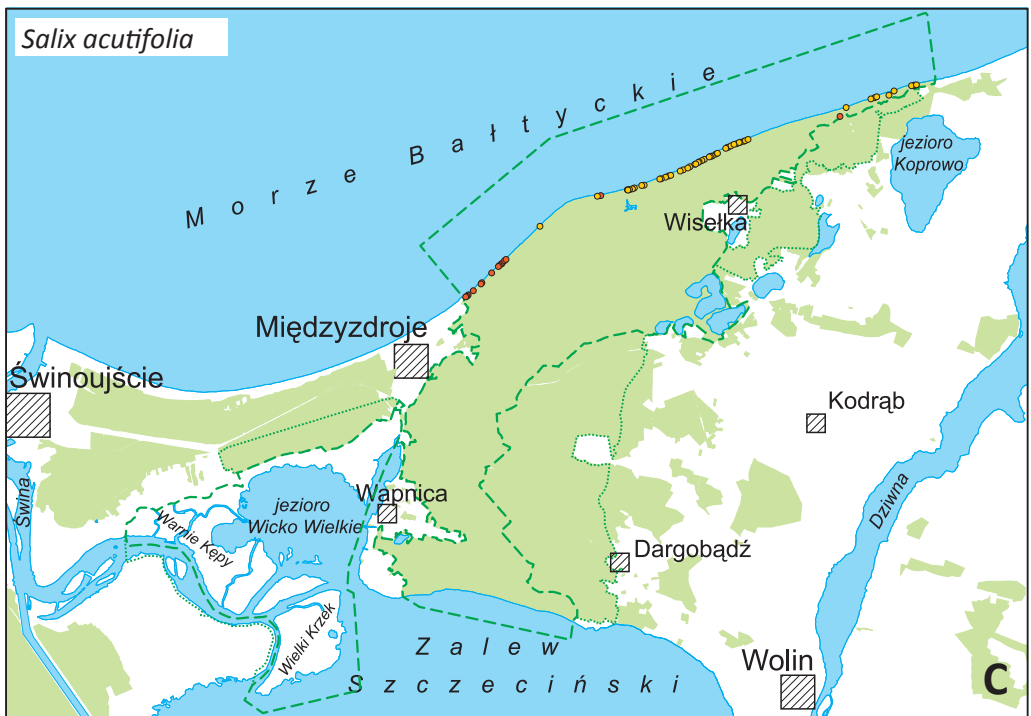 Salix acutifolia
Morze Bałtyckie
jezioro
Koprowo
Wisełka
Międzyzdroje
Świnoujście
Kodrąb
Świna
jezioro
Wicko Wielkie
Wapnica
Dziwna
Warnie Kępy
Dargobądź
Wielki Krzek
Zalew
Szczeciński
Wolin
C